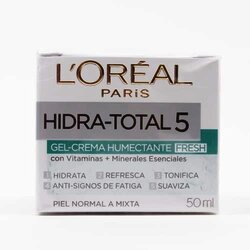 L'ORÉAL
PARIS
HIDRA-TOTAL 5
GEL-CREMA HUMECTANTE FRESH
con Vitaminas + Minerales Esenciales
1 HIDRATA 2 REFRESCA 3 TONIFICA
4 ANTI-SIGNOS DE FATIGA 5 SUAVIZA
PIEL NORMAL A MIXTA 50ml